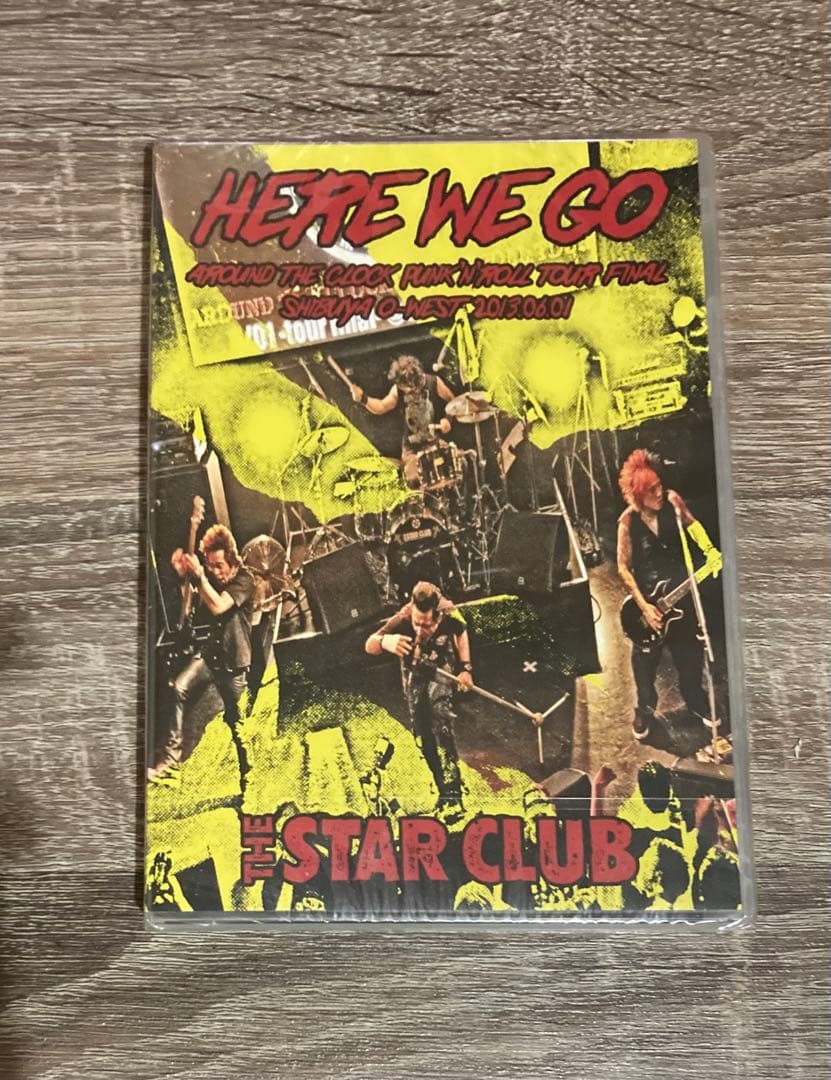 HERE WE GO
AROUND THE CLOCK PUNK'N'ROLL TOUR FINAL
SHIBUYA O-WEST 2013.06.01
THE STAR CLUB